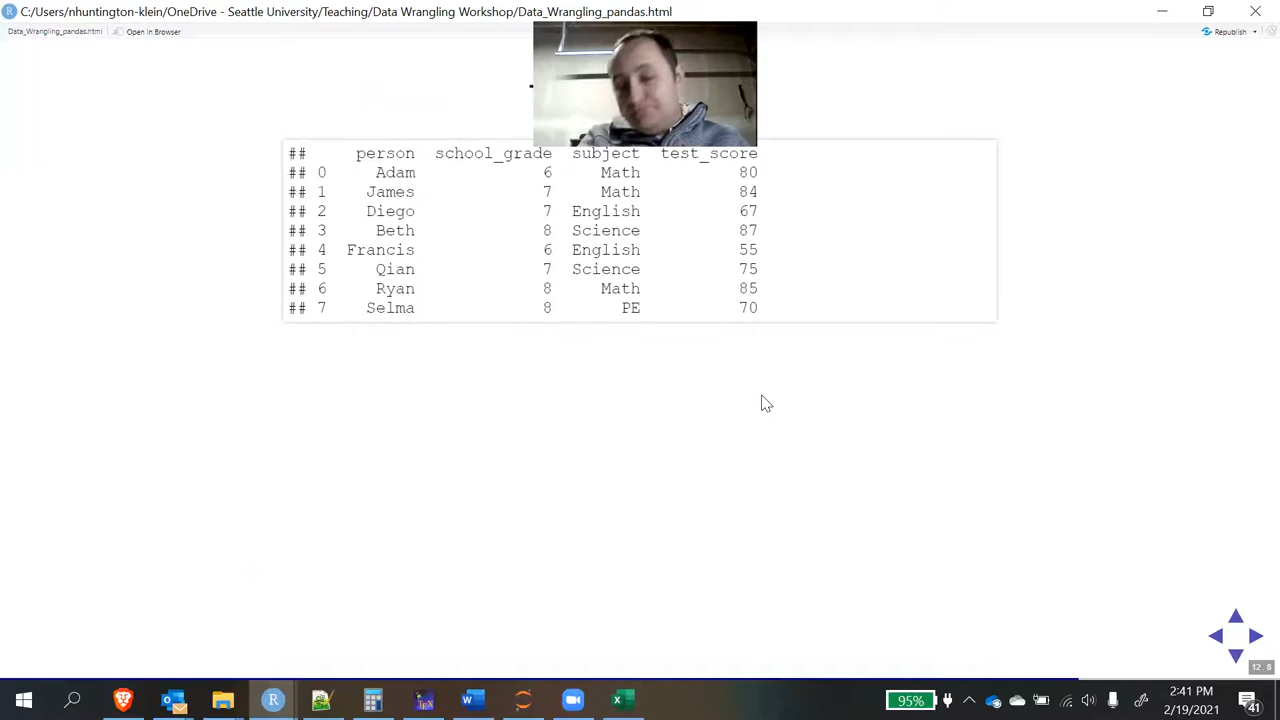 C:/Users/nhuntington-klein/OneDrive - Seattle University/Teaching/Data Wrangling Workshop/Data_Wrangling_pandas.html
Data_Wrangling_pandas.html Open in Browser Republish
## person school_grade subject test_score
## 0 Adam 6 Math 80
## 1 James 7 Math 84
## 2 Diego 7 English 67
## 3 Beth 8 Science 87
## 4 Francis 6 English 55
## 5 Qian 7 Science 75
## 6 Ryan 8 Math 85
## 7 Selma 8 PE 70
12.8
R TEX W 95% 2:41 PM
2/19/2021 41